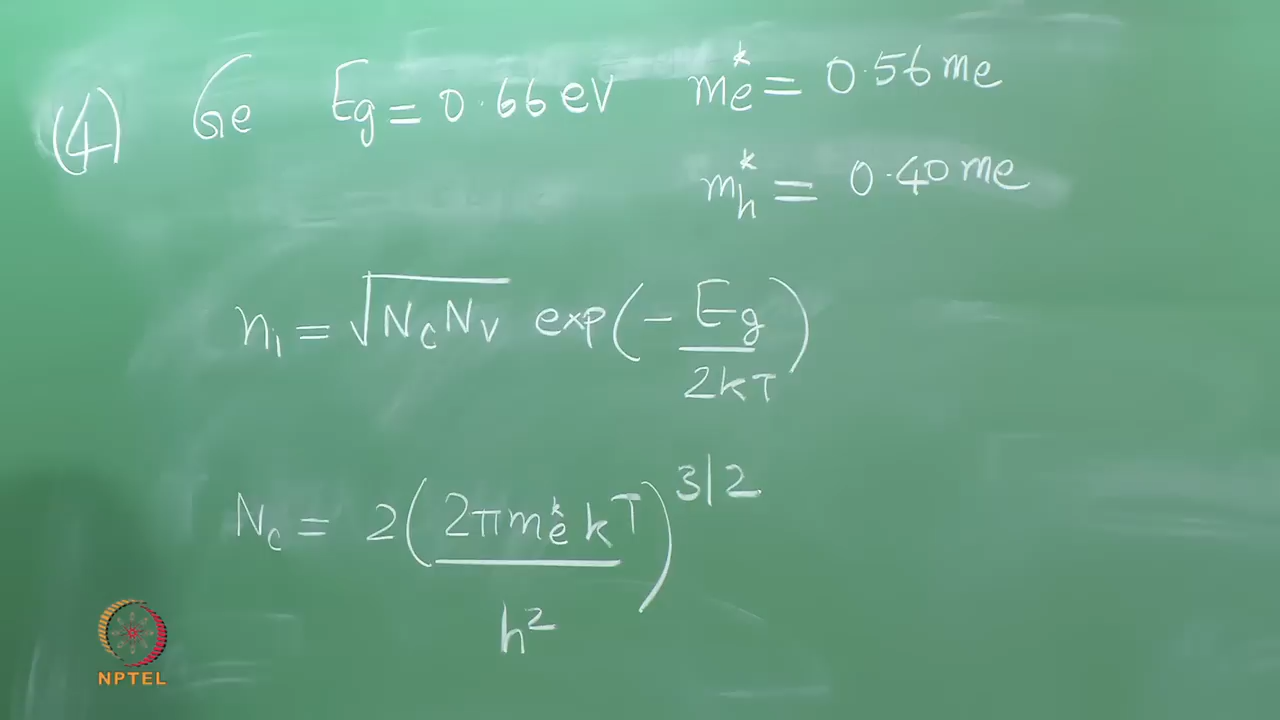 (4) Ge Eg = 0.66 eV me* = 0.56 me
mh* = 0.40 me
ni = √NcNv exp(- Eg/2kT)
Nc = 2(2πme*kT/h²)^3/2
NPTEL